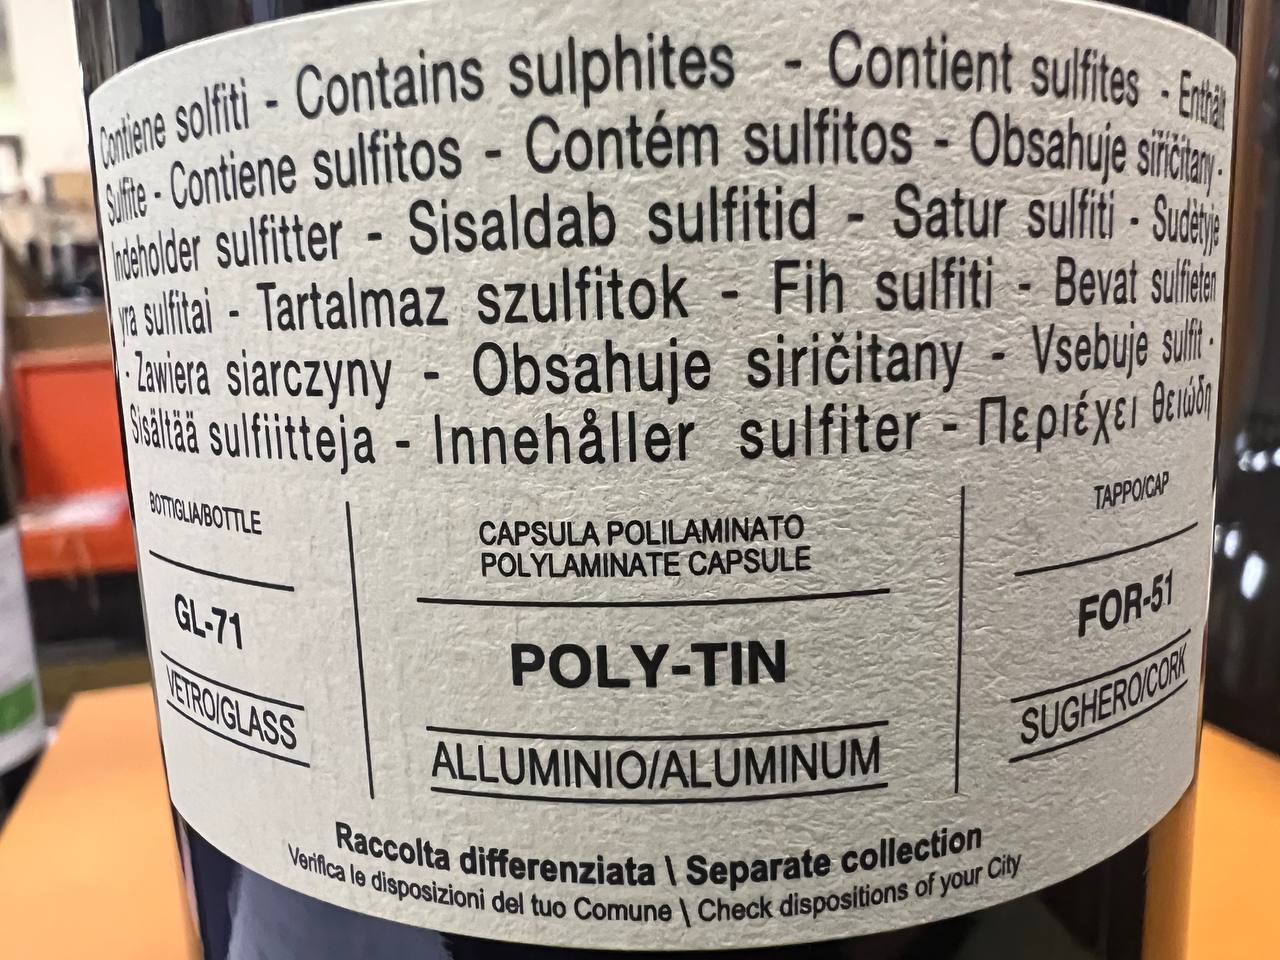 Contiene solfiti - Contains sulphites - Contient sulfites - Enthält
Sulfite - Contiene sulfitos - Contém sulfitos - Obsahuje siřičitany -
Indeholder sulfitter - Sisaldab sulfitid - Satur sulfīti - Sudėtyje
yra sulfitai - Tartalmaz szulfitok - Fih sulfiti - Bevat sulfieten
- Zawiera siarczyny - Obsahuje siričitany - Vsebuje sulfit -
Sisältää sulfiitteja - Innehåller sulfiter - Περιέχει θειώδη
BOTTIGLIA/BOTTLE
GL-71
VETRO/GLASS
CAPSULA POLILAMINATO
POLYLAMINATE CAPSULE
POLY-TIN
ALLUMINIO/ALUMINUM
TAPPO/CAP
FOR-51
SUGHERO/CORK
Raccolta differenziata \ Separate collection
Verifica le disposizioni del tuo Comune \ Check dispositions of your City